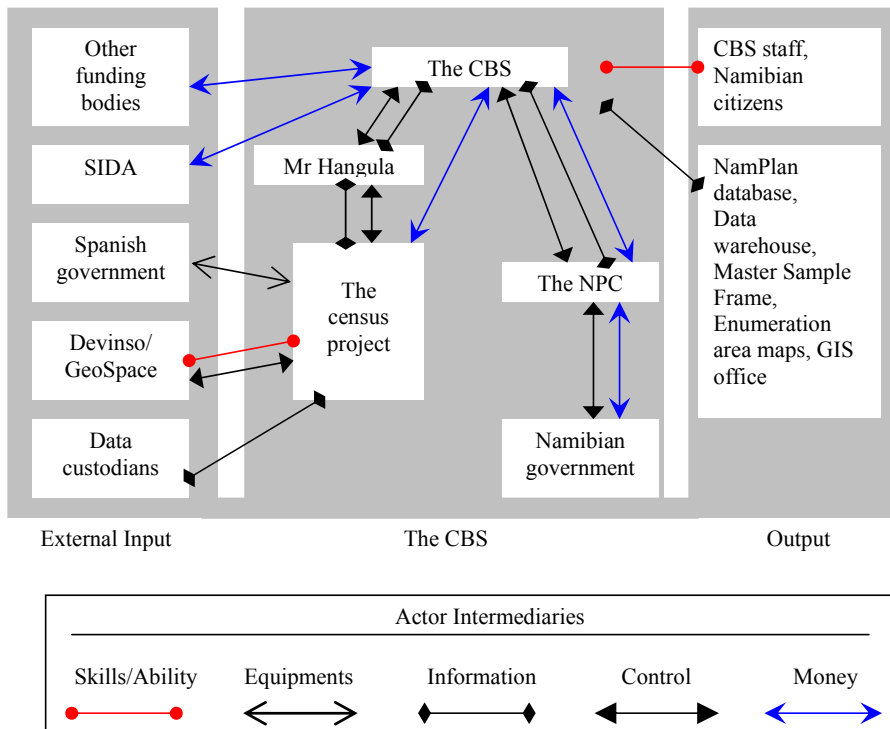 Other
funding
bodies
SIDA
Spanish
government
Devinso/
GeoSpace
Data
custodians
The CBS
Mr Hangula
The
census
project
The NPC
Namibian
government
CBS staff,
Namibian
citizens
NamPlan
database,
Data
warehouse,
Master Sample
Frame,
Enumeration
area maps, GIS
office
External Input
The CBS
Output
Actor Intermediaries
Skills/Ability
Equipments
Information
Control
Money